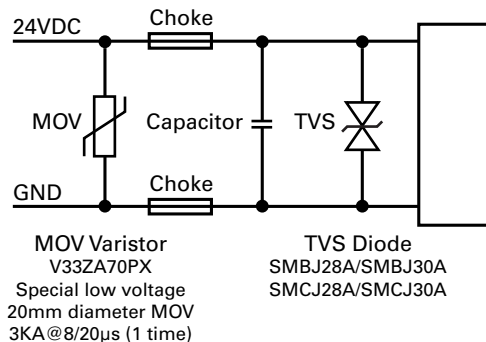 24VDC
Choke
MOV
Capacitor
TVS
Choke
GND
MOV Varistor
V33ZA70PX
Special low voltage
20mm diameter MOV
3KA@8/20µs (1 time)
TVS Diode
SMBJ28A/SMBJ30A
SMCJ28A/SMCJ30A